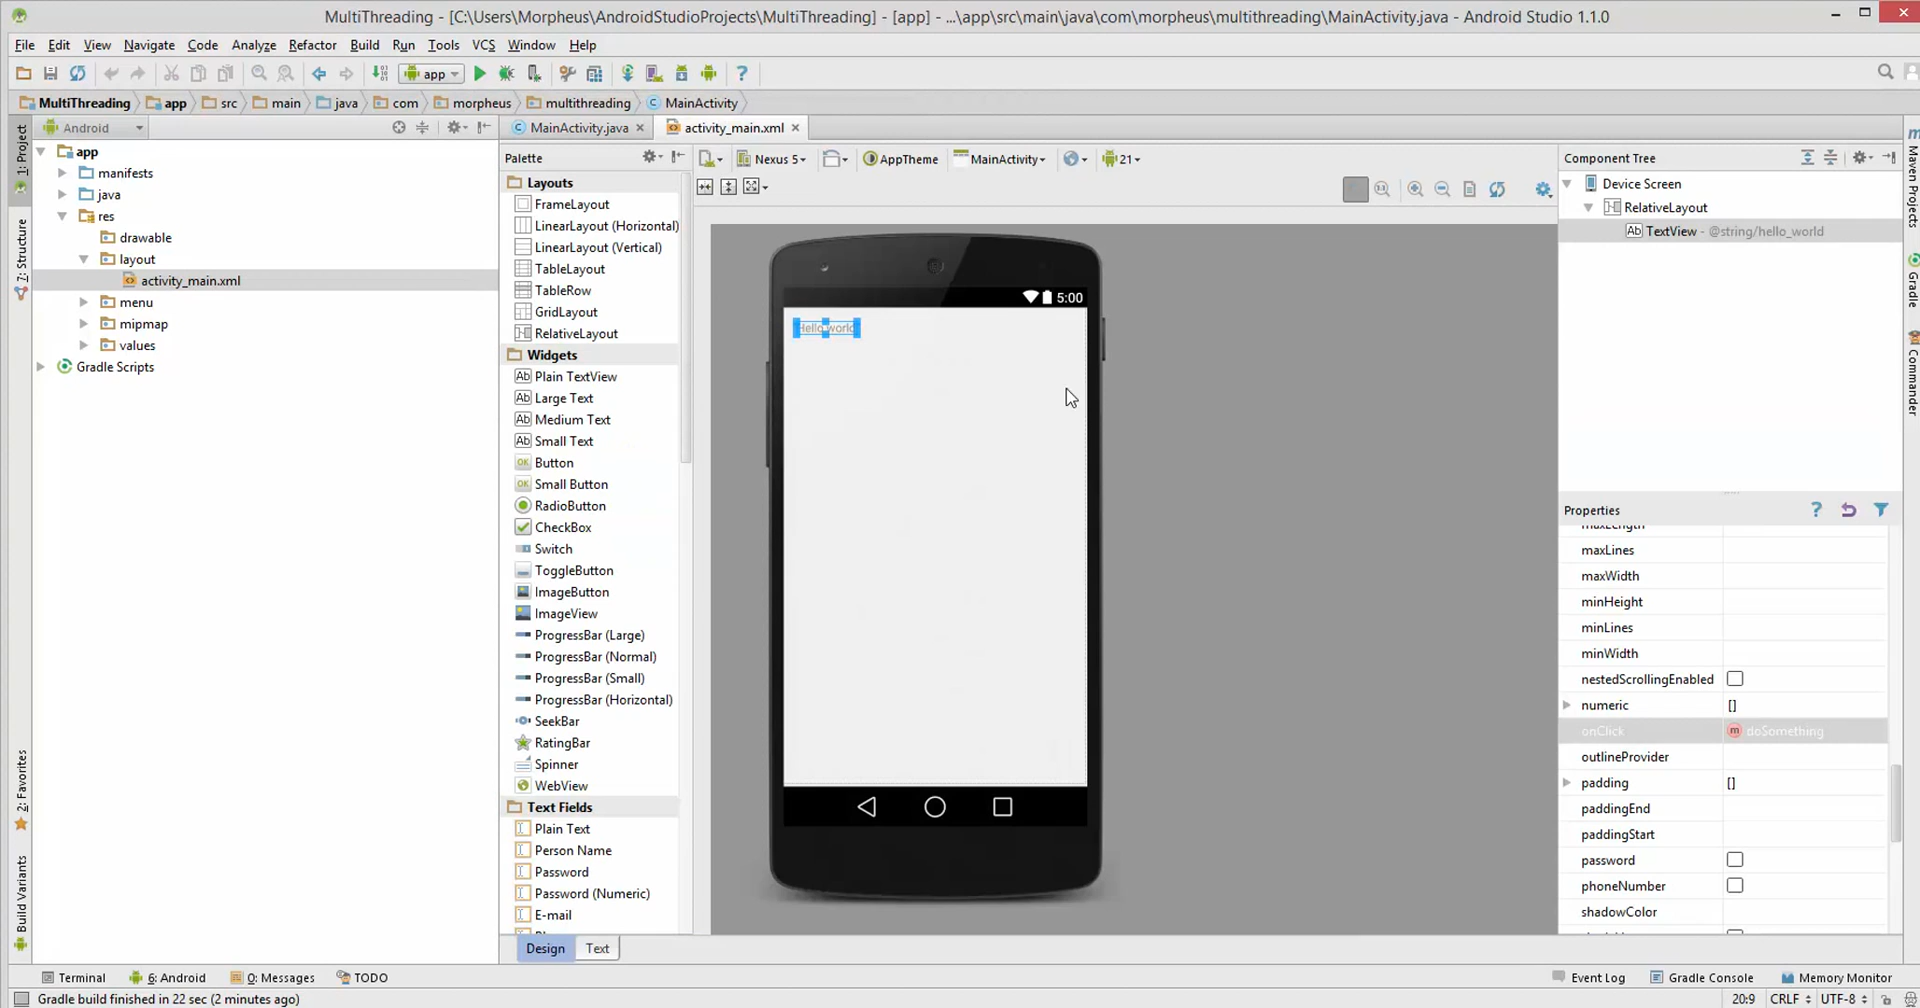 MultiThreading - [C:\Users\Morpheus\AndroidStudioProjects\MultiThreading] - [app] - ...\app\src\main\java\com\morpheus\multithreading\MainActivity.java - Android Studio 1.1.0
File Edit View Navigate Code Analyze Refactor Build Run Tools VCS Window Help
app
MultiThreading app src main java com morpheus multithreading MainActivity
1: Project
7: Structure
2: Favorites
Build Variants
Android
app
manifests
java
res
drawable
layout
activity_main.xml
menu
mipmap
values
Gradle Scripts
MainActivity.java activity_main.xml
Palette
Layouts
FrameLayout
LinearLayout (Horizontal)
LinearLayout (Vertical)
TableLayout
TableRow
GridLayout
RelativeLayout
Widgets
Plain TextView
Large Text
Medium Text
Small Text
Button
Small Button
RadioButton
CheckBox
Switch
ToggleButton
ImageButton
ImageView
ProgressBar (Large)
ProgressBar (Normal)
ProgressBar (Small)
ProgressBar (Horizontal)
SeekBar
RatingBar
Spinner
WebView
Text Fields
Plain Text
Person Name
Password
Password (Numeric)
E-mail
Design Text
Nexus 5 AppTheme MainActivity 21
5:00
Hello world
Component Tree
Device Screen
RelativeLayout
TextView - @string/hello_world
Properties
maxLength
maxLines
maxWidth
minHeight
minLines
minWidth
nestedScrollingEnabled
numeric []
onClick doSomething
outlineProvider
padding []
paddingEnd
paddingStart
password
phoneNumber
shadowColor
Maven Projects
Gradle
Commander
Terminal 6: Android 0: Messages TODO Event Log Gradle Console Memory Monitor
Gradle build finished in 22 sec (2 minutes ago) 20:9 CRLF UTF-8